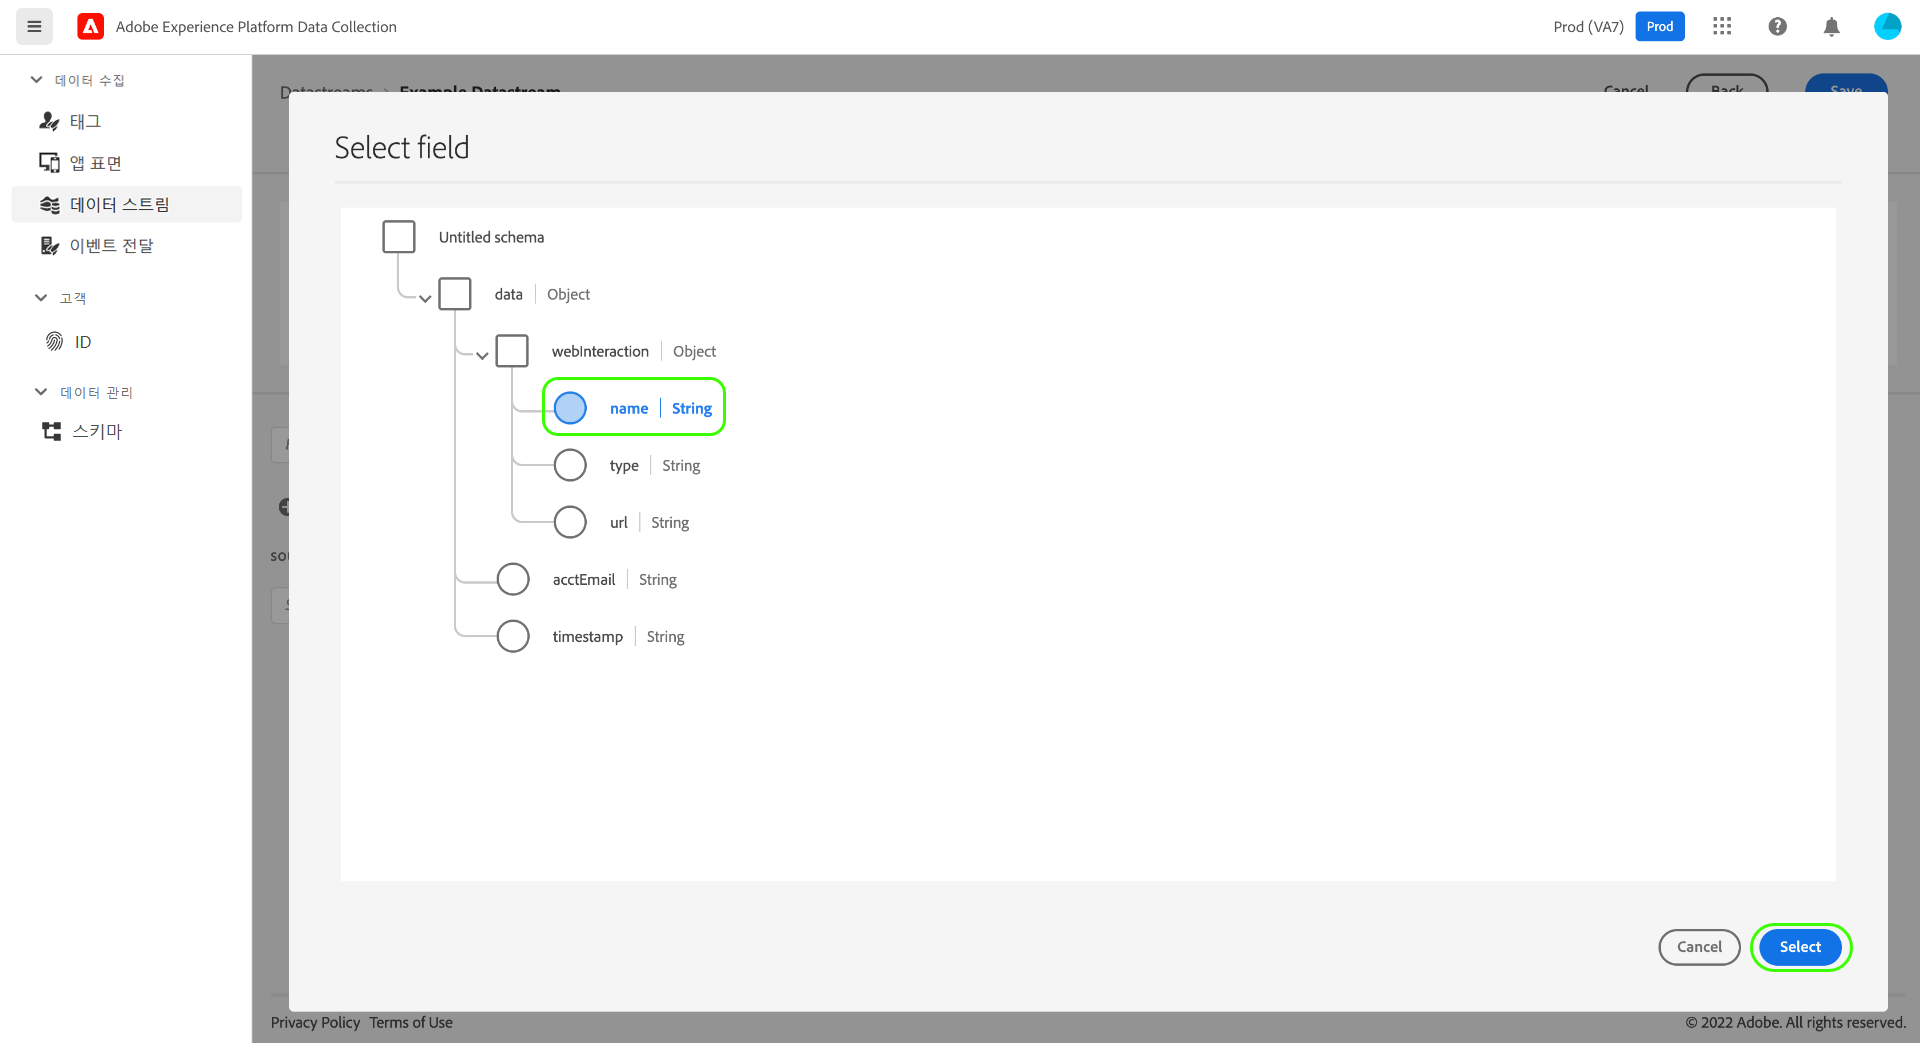 Adobe Experience Platform Data Collection
Prod (VA7) Prod
데이터 수집
태그
앱 표면
데이터 스트림
이벤트 전달
고객
ID
데이터 관리
스키마
Datastreams > Example Datastream
Cancel Back Save
Select field
Untitled schema
data Object
webInteraction Object
name String
type String
url String
acctEmail String
timestamp String
Cancel Select
Privacy Policy Terms of Use
© 2022 Adobe. All rights reserved.